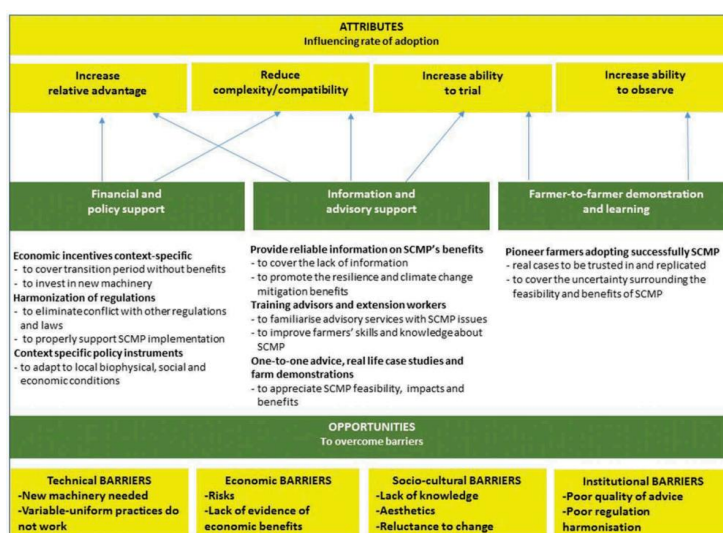 ATTRIBUTES
Influencing rate of adoption
Increase
relative advantage
Reduce
complexity/compatibility
Increase ability
to trial
Increase ability
to observe
Financial and
policy support
Information and
advisory support
Farmer-to-farmer demonstration
and learning
Economic incentives context-specific
- to cover transition period without benefits
- to invest in new machinery
Harmonization of regulations
- to eliminate conflict with other regulations
and laws
- to properly support SCMP implementation
Context specific policy instruments
- to adapt to local biophysical, social and
economic conditions
Provide reliable information on SCMP's benefits
- to cover the lack of information
- to promote the resilience and climate change
mitigation benefits
Training advisors and extension workers
- to familiarise advisory services with SCMP issues
- to improve farmers' skills and knowledge about
SCMP
One-to-one advice, real life case studies and
farm demonstrations
- to appreciate SCMP feasibility, impacts and
benefits
Pioneer farmers adopting successfully SCMP
- real cases to be trusted in and replicated
- to cover the uncertainty surrounding the
feasibility and benefits of SCMP
OPPORTUNITIES
To overcome barriers
Technical BARRIERS
-New machinery needed
-Variable-uniform practices do
not work
Economic BARRIERS
-Risks
-Lack of evidence of
economic benefits
Socio-cultural BARRIERS
-Lack of knowledge
-Aesthetics
-Reluctance to change
Institutional BARRIERS
-Poor quality of advice
-Poor regulation
harmonisation